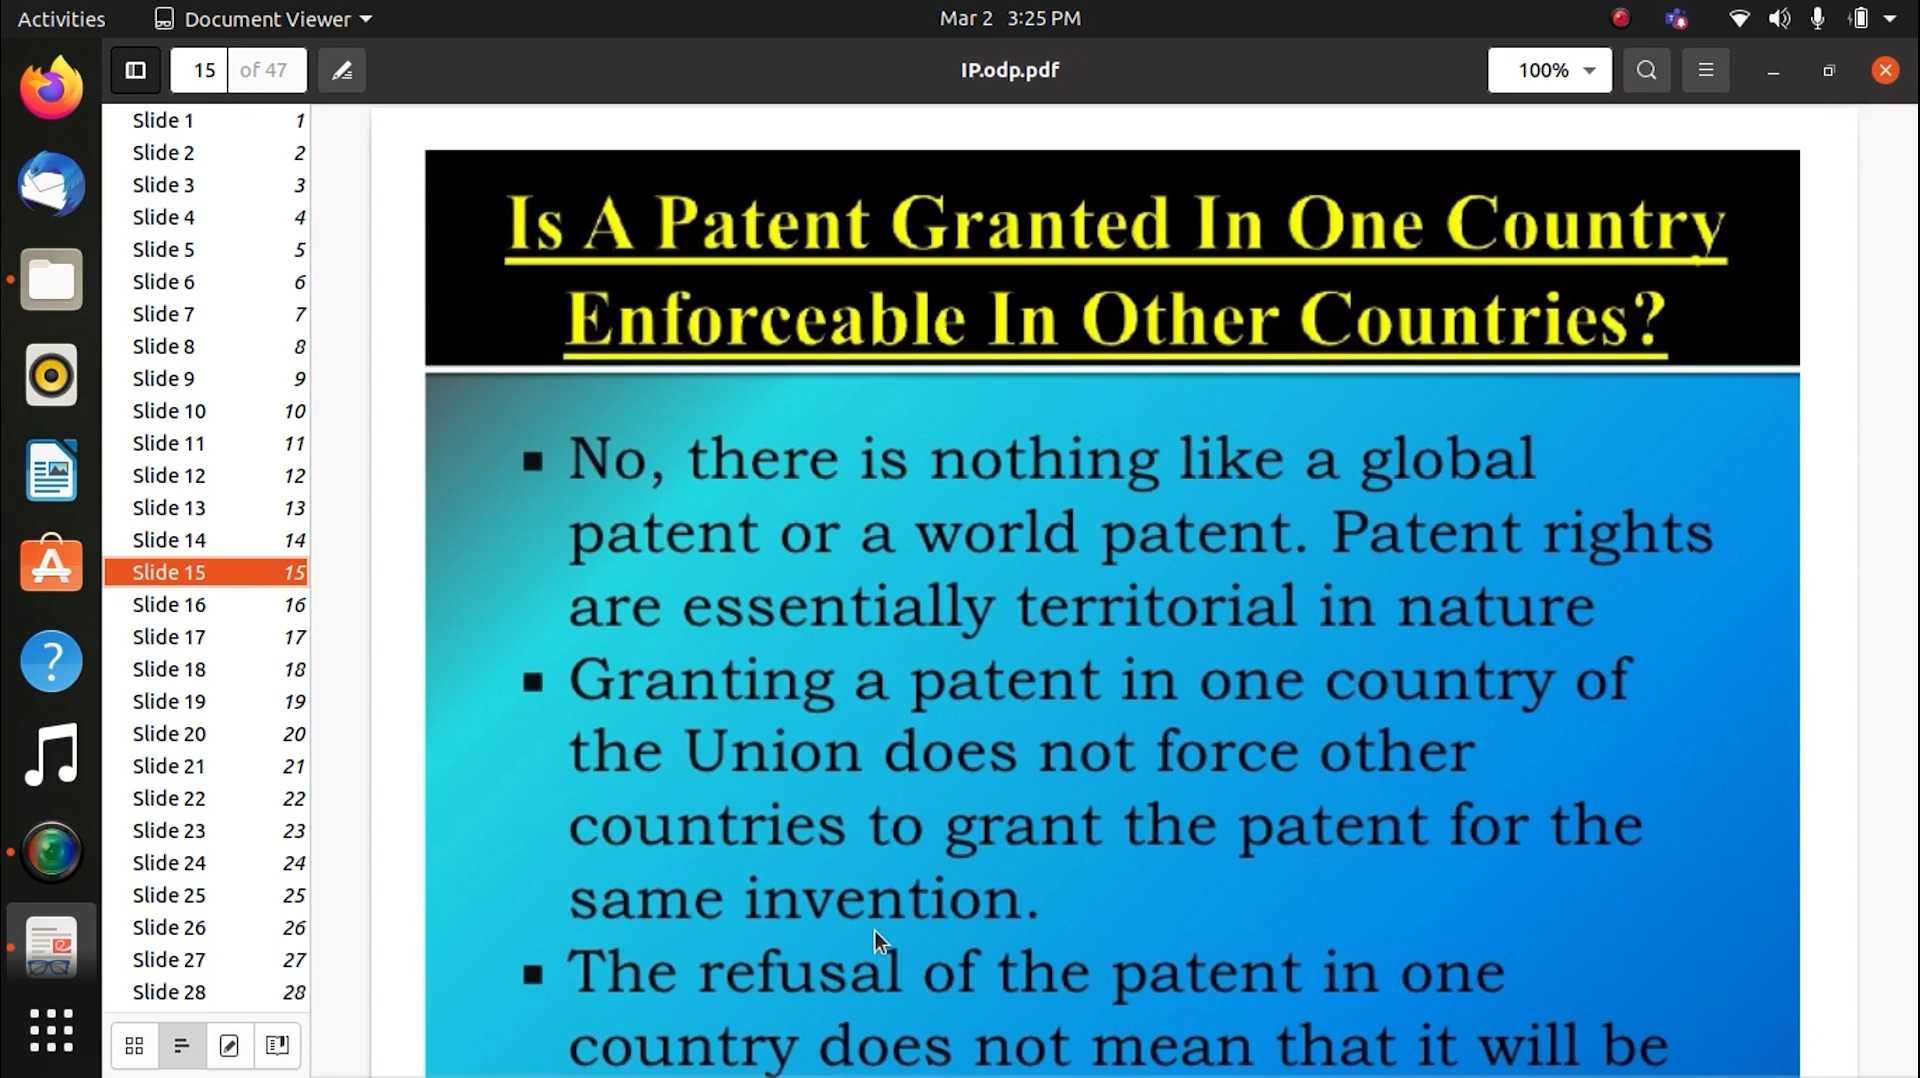 Activities Document Viewer Mar 2 3:25 PM
15 of 47 IP.odp.pdf 100%
Slide 1 1
Slide 2 2
Slide 3 3
Slide 4 4
Slide 5 5
Slide 6 6
Slide 7 7
Slide 8 8
Slide 9 9
Slide 10 10
Slide 11 11
Slide 12 12
Slide 13 13
Slide 14 14
Slide 15 15
Slide 16 16
Slide 17 17
Slide 18 18
Slide 19 19
Slide 20 20
Slide 21 21
Slide 22 22
Slide 23 23
Slide 24 24
Slide 25 25
Slide 26 26
Slide 27 27
Slide 28 28
Is A Patent Granted In One Country
Enforceable In Other Countries?
▪ No, there is nothing like a global
patent or a world patent. Patent rights
are essentially territorial in nature
▪ Granting a patent in one country of
the Union does not force other
countries to grant the patent for the
same invention.
▪ The refusal of the patent in one
country does not mean that it will be